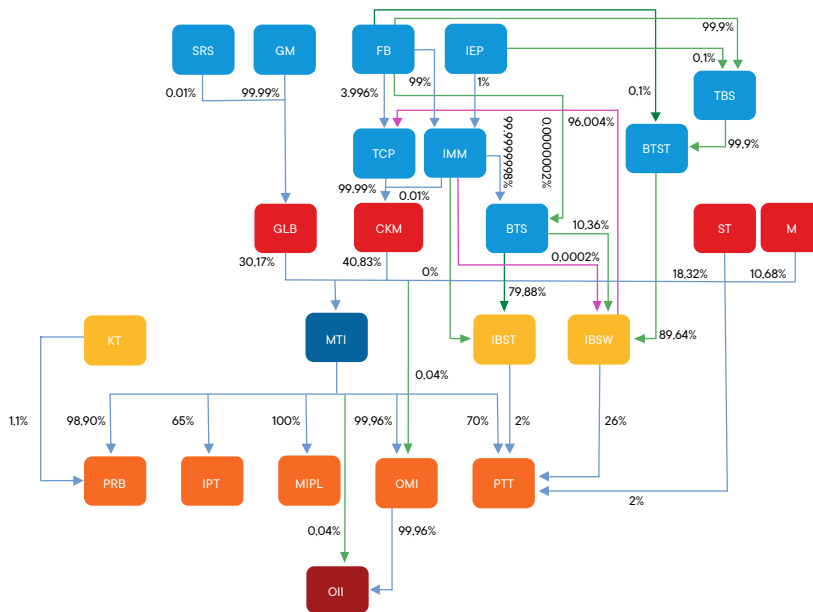 SRS
GM
FB
IEP
99,9%
0,1%
TBS
0.01%
99.99%
3.996%
99%
1%
0,1%
99.9999998%
0.0000002%
96,004%
BTST
99,9%
TCP
IMM
99.99%
0.01%
GLB
CKM
BTS
10,36%
ST
M
30,17%
40,83%
0%
0,0002%
18,32%
10,68%
79,88%
KT
MTI
IBST
IBSW
89,64%
0,04%
1,1%
98,90%
65%
100%
99,96%
70%
2%
26%
PRB
IPT
MIPL
OMI
PTT
2%
0,04%
99,96%
OII